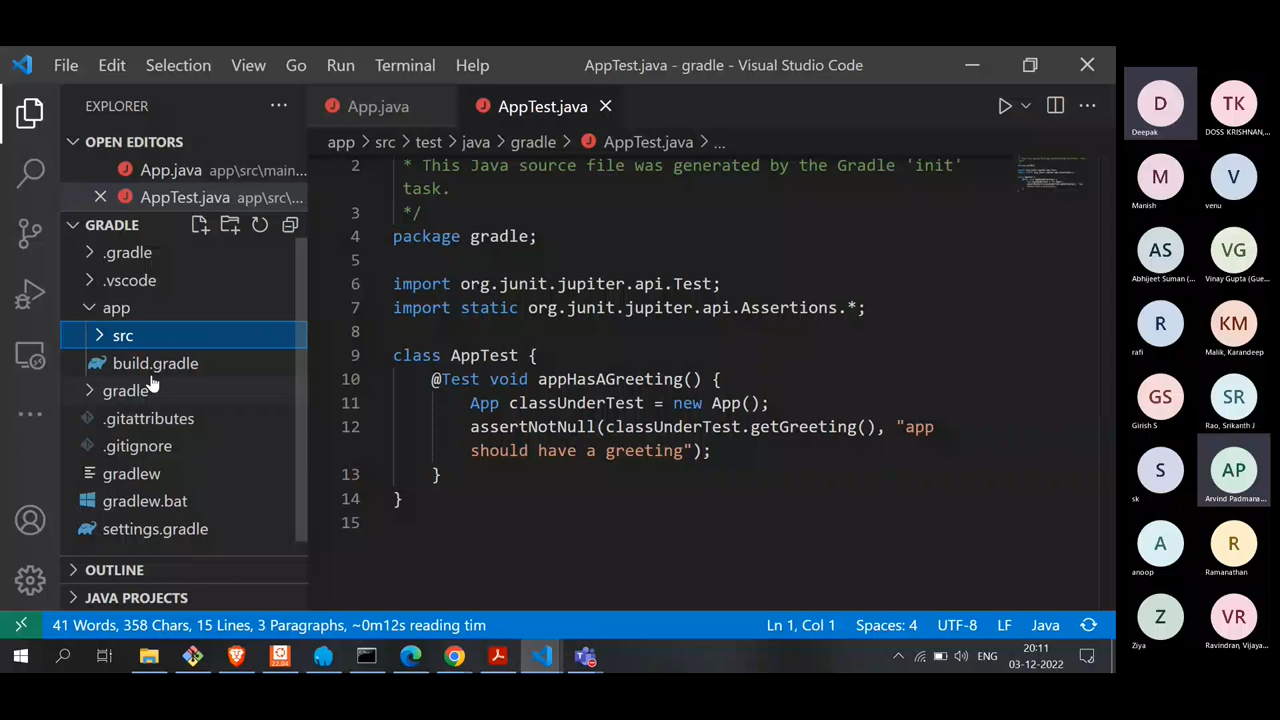 File Edit Selection View Go Run Terminal Help AppTest.java - gradle - Visual Studio Code
EXPLORER
OPEN EDITORS
App.java app\src\main...
AppTest.java app\src\...
GRADLE
.gradle
.vscode
app
src
build.gradle
gradle
.gitattributes
.gitignore
gradlew
gradlew.bat
settings.gradle
OUTLINE
JAVA PROJECTS
App.java AppTest.java
app > src > test > java > gradle > AppTest.java > ...
2 * This Java source file was generated by the Gradle 'init'
task.
3 */
4 package gradle;
5
6 import org.junit.jupiter.api.Test;
7 import static org.junit.jupiter.api.Assertions.*;
8
9 class AppTest {
10 @Test void appHasAGreeting() {
11 App classUnderTest = new App();
12 assertNotNull(classUnderTest.getGreeting(), "app
should have a greeting");
13 }
14 }
15
41 Words, 358 Chars, 15 Lines, 3 Paragraphs, ~0m12s reading tim Ln 1, Col 1 Spaces: 4 UTF-8 LF Java
22.04
ENG
20:11
03-12-2022
D TK
Deepak DOSS KRISHNAN,...
M V
Manish venu
AS VG
Abhijeet Suman (... Vinay Gupta (Gue...
R KM
rafi Malik, Karandeep
GS SR
Girish S Rao, Srikanth J
S AP
sk Arvind Padmana...
A R
anoop Ramanathan
Z VR
Ziya Ravindran, Vijaya...